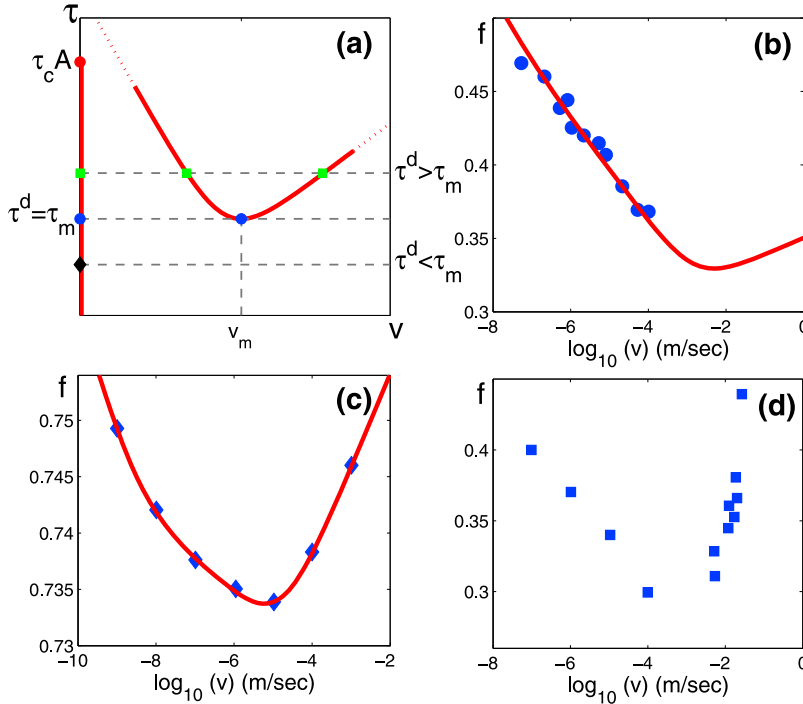 τ
(a)
τcA
τd>τm
τd=τm
τd<τm
vm
v
f
(b)
0.45
0.4
0.35
0.3
−8
−6
−4
−2
0
log10 (v) (m/sec)
f
(c)
0.75
0.745
0.74
0.735
0.73
−10
−8
−6
−4
−2
log10 (v) (m/sec)
f
(d)
0.4
0.35
0.3
−8
−6
−4
−2
0
log10 (v) (m/sec)